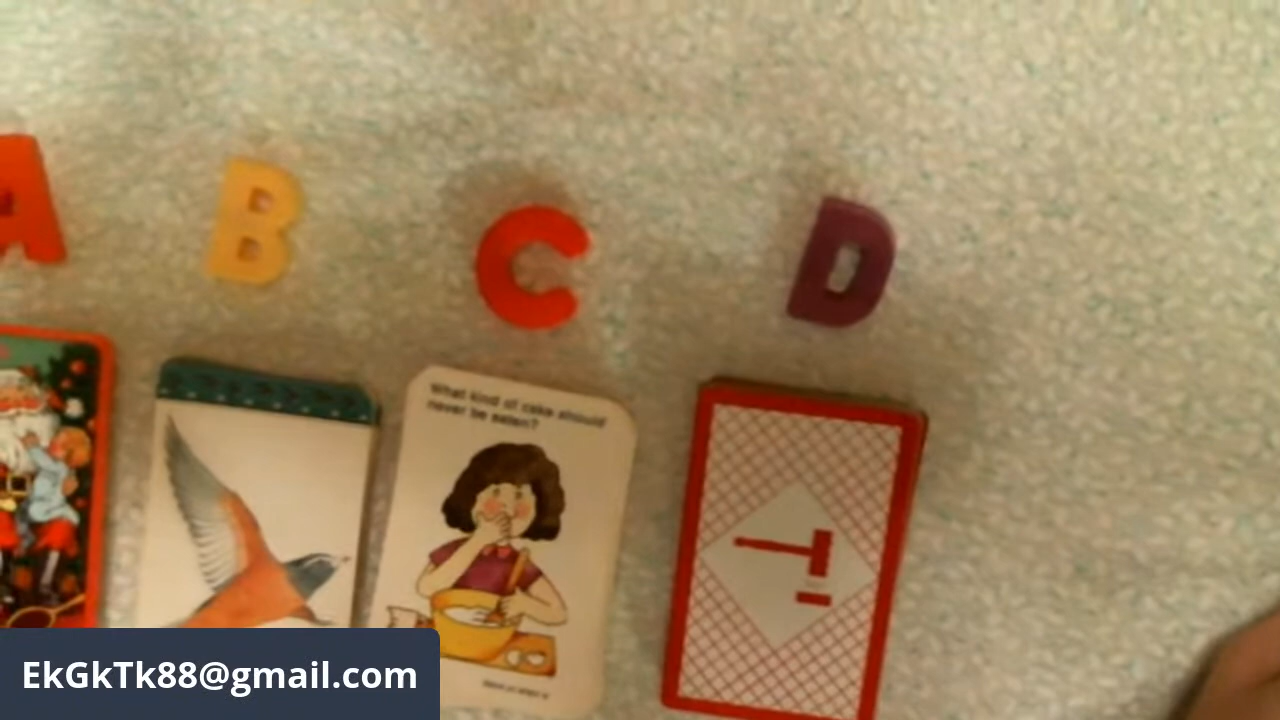 A B C D
What kind of cake should
never be eaten?
EkGkTk88@gmail.com